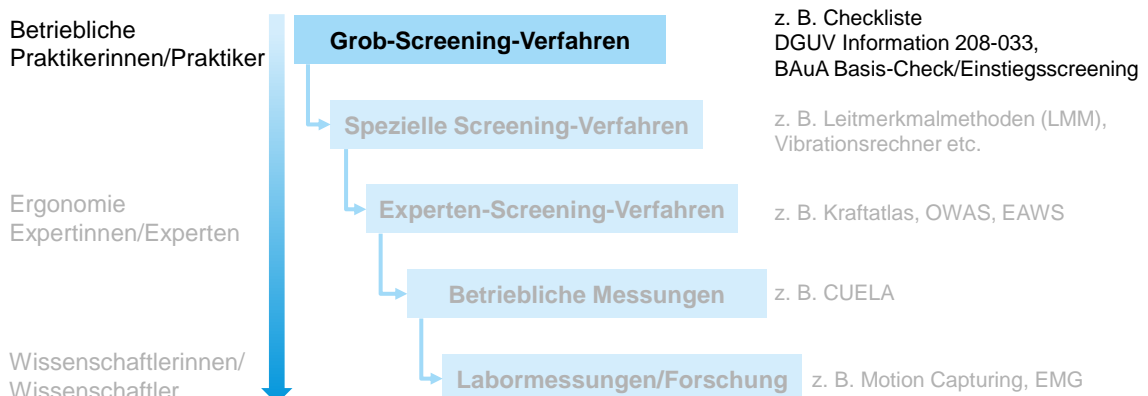 Betriebliche
Praktikerinnen/Praktiker
Grob-Screening-Verfahren
z. B. Checkliste
DGUV Information 208-033,
BAuA Basis-Check/Einstiegsscreening
Spezielle Screening-Verfahren
z. B. Leitmerkmalmethoden (LMM),
Vibrationsrechner etc.
Ergonomie
Expertinnen/Experten
Experten-Screening-Verfahren
z. B. Kraftatlas, OWAS, EAWS
Betriebliche Messungen
z. B. CUELA
Wissenschaftlerinnen/
Wissenschaftler
Labormessungen/Forschung
z. B. Motion Capturing, EMG